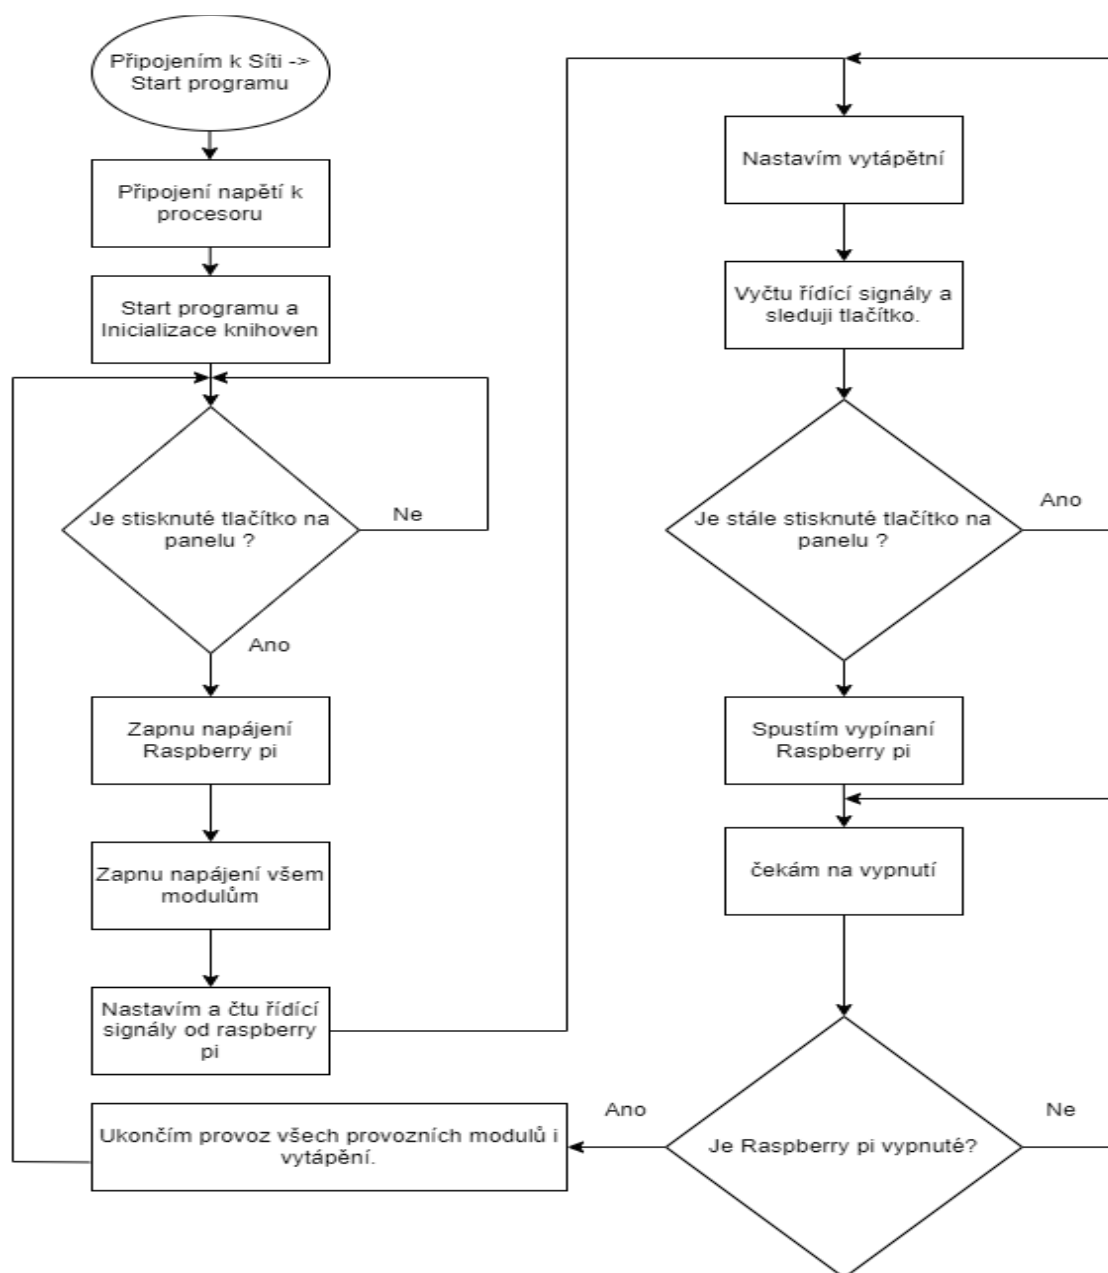 Připojením k Síti ->
Start programu
Připojení napětí k
procesoru
Start programu a
Inicializace knihoven
Je stisknuté tlačítko na
panelu ?
Ne
Ano
Zapnu napájení
Raspberry pi
Zapnu napájení všem
modulům
Nastavím a čtu řídící
signály od raspberry
pi
Ukončím provoz všech provozních modulů i
vytápění.
Nastavím vytápětní
Vyčtu řídící signály a
sleduji tlačítko.
Je stále stisknuté tlačítko na
panelu ?
Ano
Spustím vypínaní
Raspberry pi
čekám na vypnutí
Je Raspberry pi vypnuté?
Ano
Ne